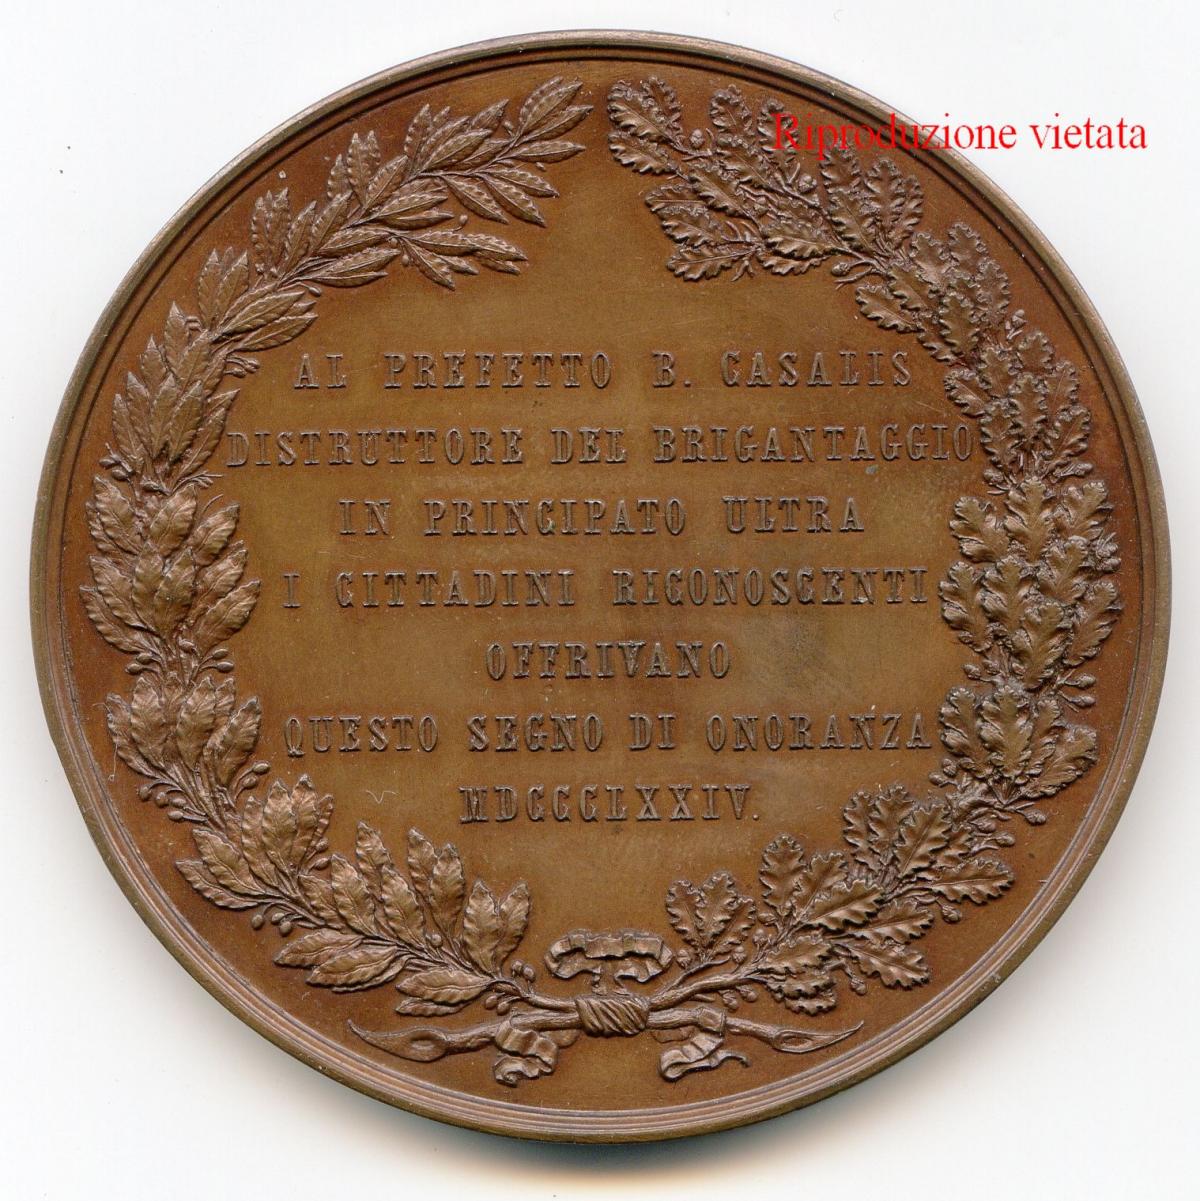 Riproduzione vietata
AL PREFETTO B. CASALIS
DISTRUTTORE DEL BRIGANTAGGIO
IN PRINCIPATO ULTRA
I CITTADINI RICONOSCENTI
OFFRIVANO
QUESTO SEGNO DI ONORANZA
MDCCCLXXIV.